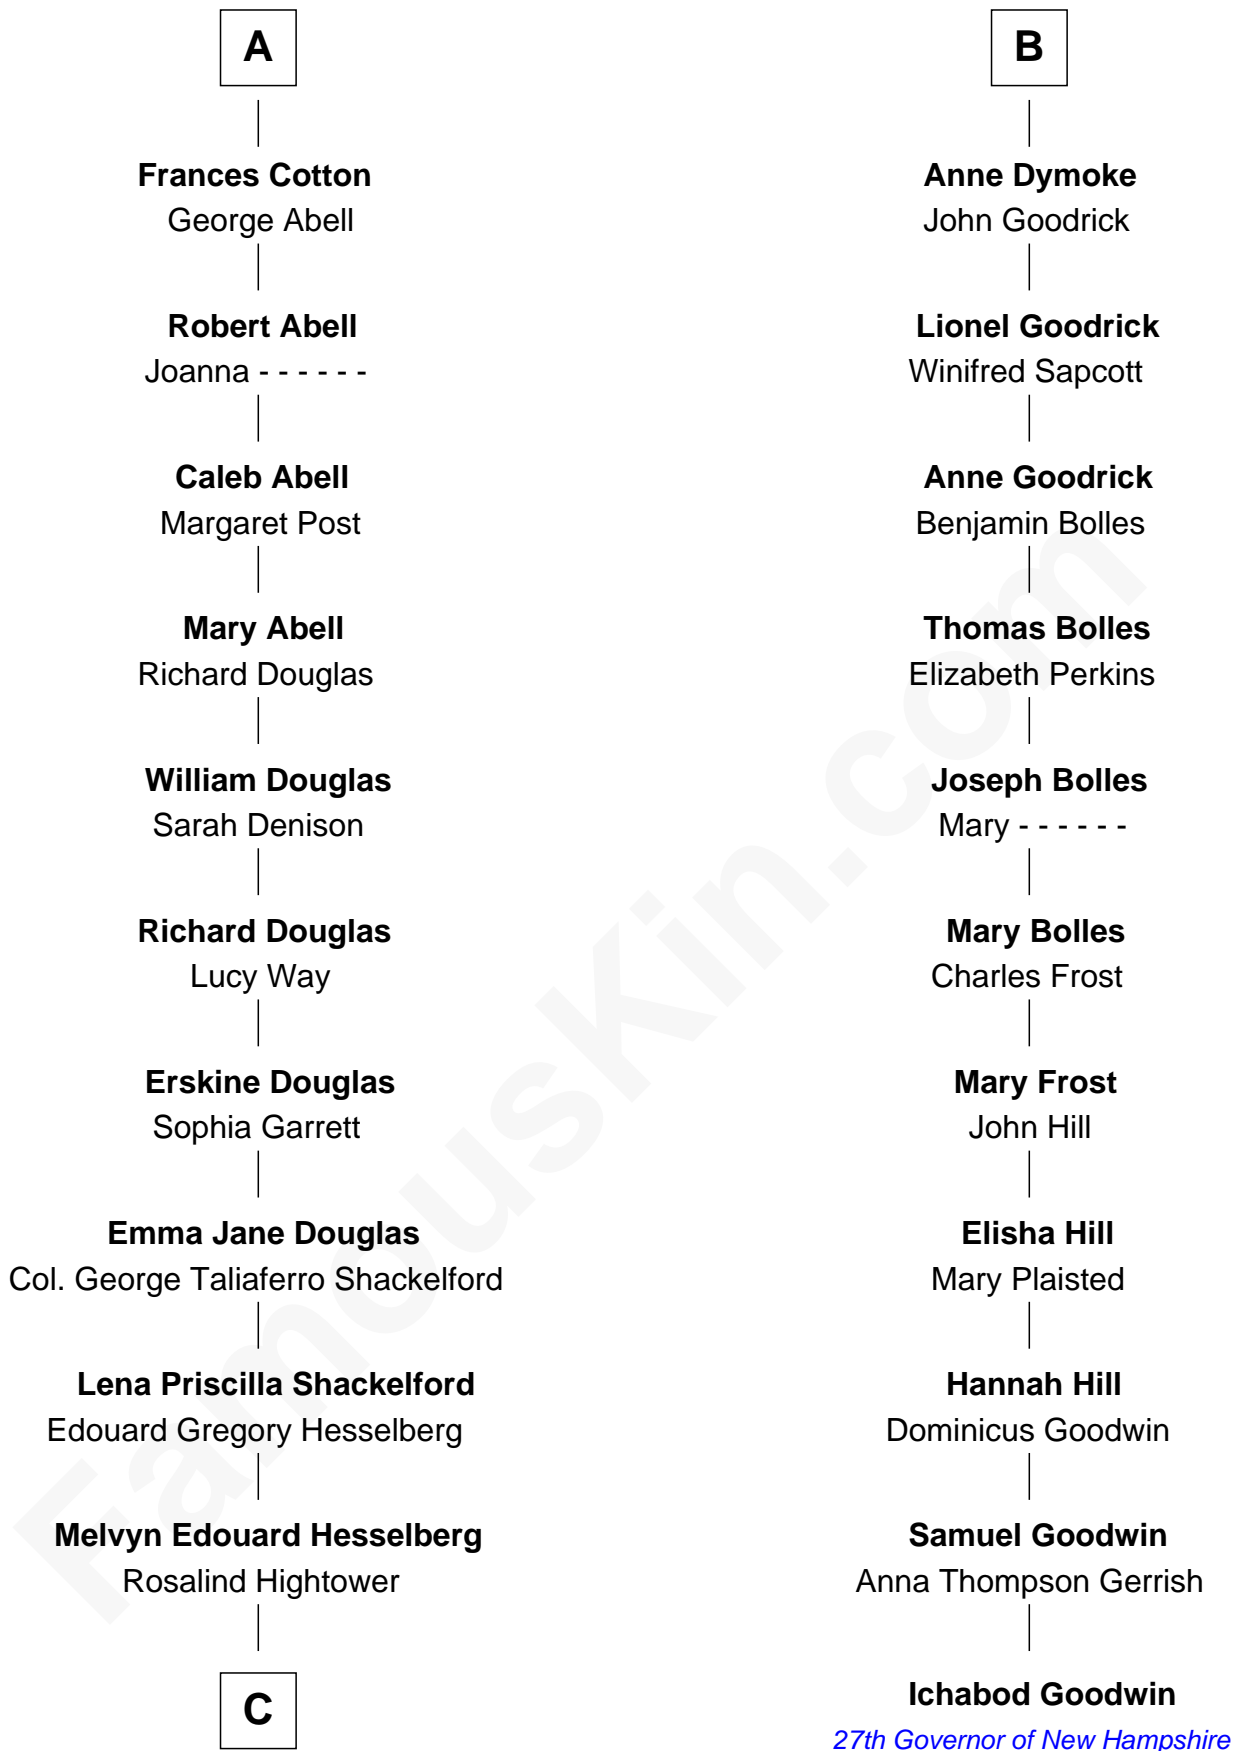 A
Frances Cotton
George Abell
Robert Abell
Joanna - - - - - -
Caleb Abell
Margaret Post
Mary Abell
Richard Douglas
William Douglas
Sarah Denison
Richard Douglas
Lucy Way
Erskine Douglas
Sophia Garrett
Emma Jane Douglas
Col. George Taliaferro Shackelford
Lena Priscilla Shackelford
Edouard Gregory Hesselberg
Melvyn Edouard Hesselberg
Rosalind Hightower
C
B
Anne Dymoke
John Goodrick
Lionel Goodrick
Winifred Sapcott
Anne Goodrick
Benjamin Bolles
Thomas Bolles
Elizabeth Perkins
Joseph Bolles
Mary - - - - - -
Mary Bolles
Charles Frost
Mary Frost
John Hill
Elisha Hill
Mary Plaisted
Hannah Hill
Dominicus Goodwin
Samuel Goodwin
Anna Thompson Gerrish
Ichabod Goodwin
27th Governor of New Hampshire
FamousKin.com